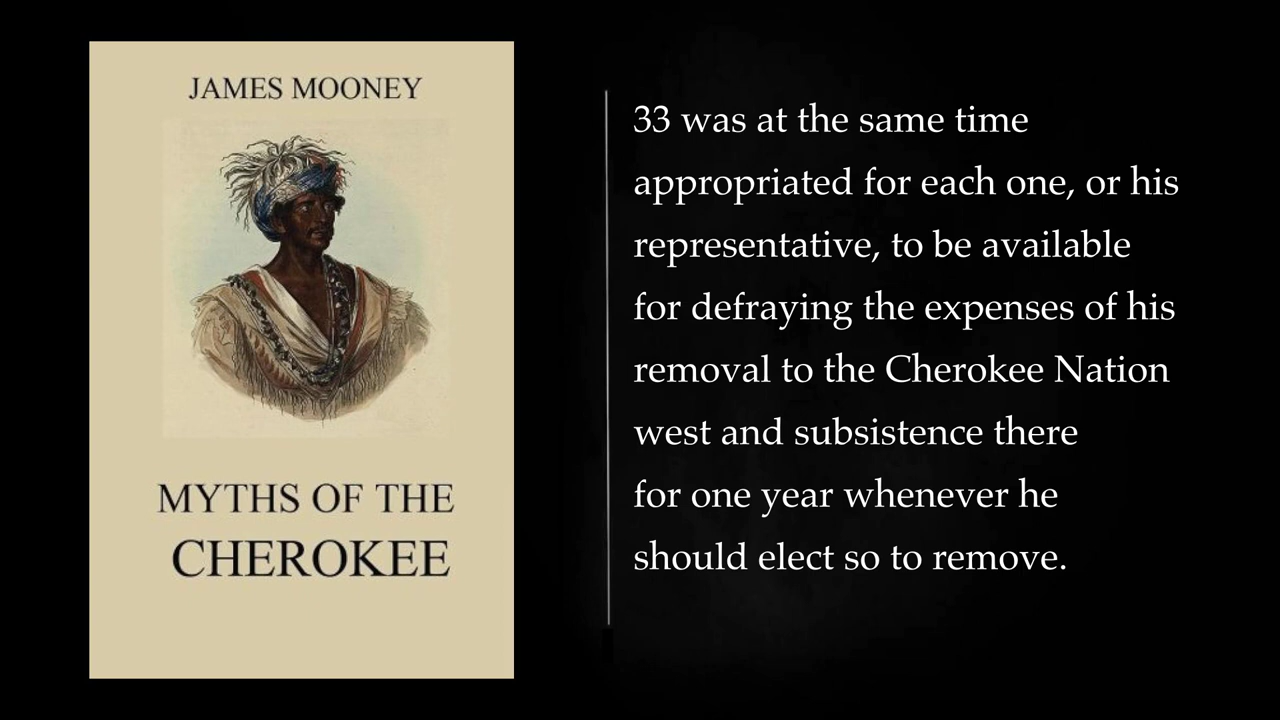 JAMES MOONEY
MYTHS OF THE
CHEROKEE
33 was at the same time
appropriated for each one, or his
representative, to be available
for defraying the expenses of his
removal to the Cherokee Nation
west and subsistence there
for one year whenever he
should elect so to remove.